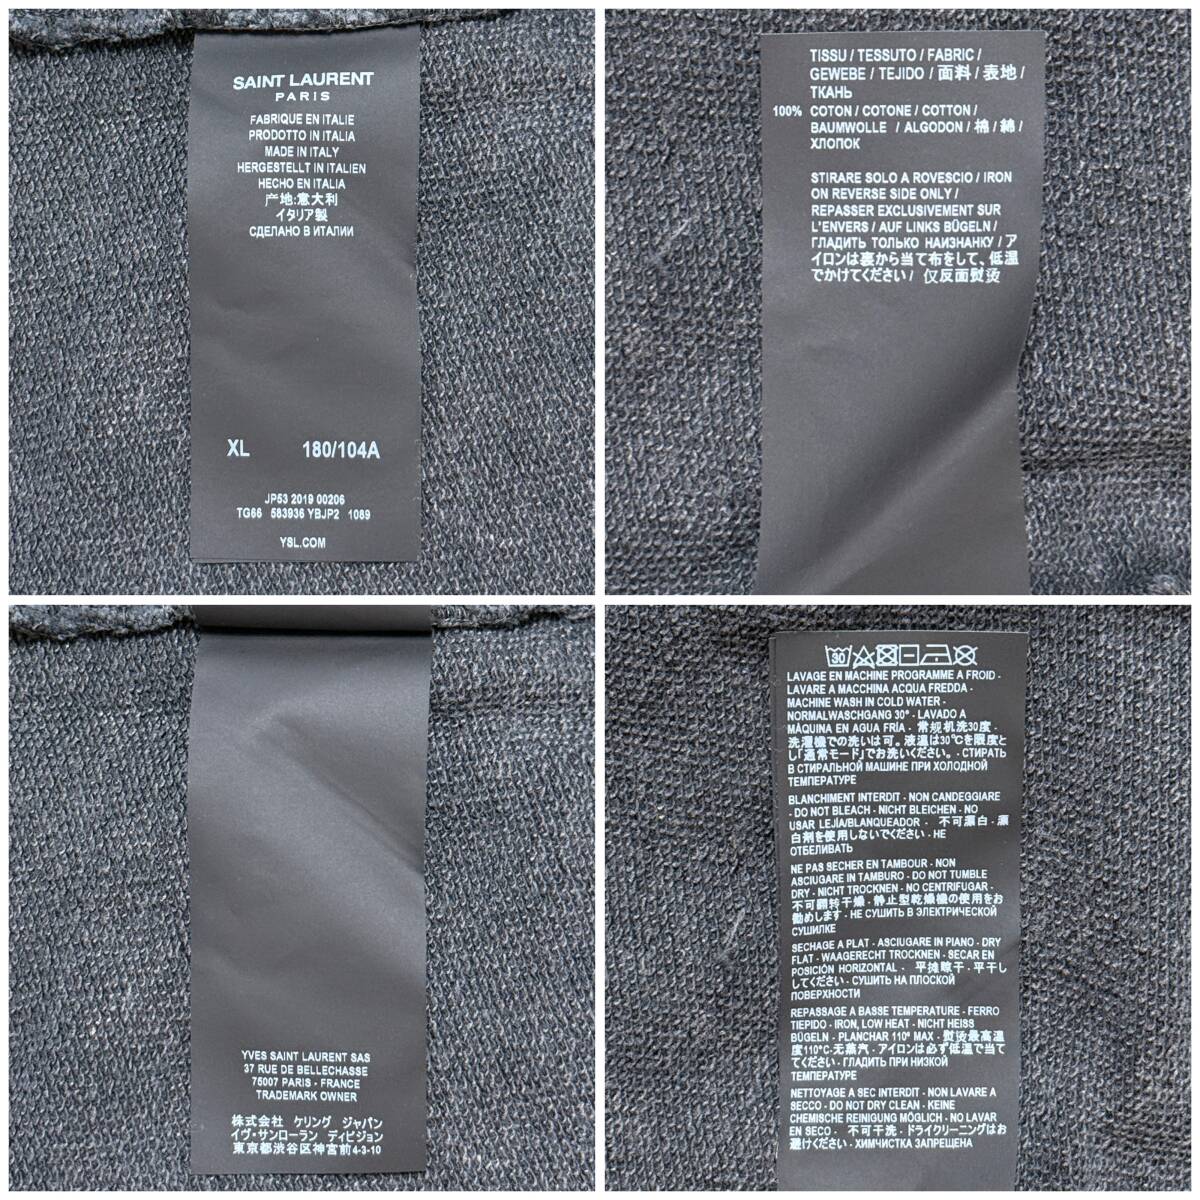 SAINT LAURENT
PARIS
FABRIQUE EN ITALIE
PRODOTTO IN ITALIA
MADE IN ITALY
HERGESTELLT IN ITALIEN
HECHO EN ITALIA
产地:意大利
イタリア製
СДЕЛАНО В ИТАЛИИ
XL 180/104A
JP53 2019 00206
TG66 583936 YBJP2 1089
YSL.COM
TISSU / TESSUTO / FABRIC /
GEWEBE / TEJIDO / 面料 / 表地 /
ТКАНЬ
100% COTON / COTONE / COTTON /
BAUMWOLLE / ALGODON / 棉 / 綿 /
ХЛОПОК
STIRARE SOLO A ROVESCIO / IRON
ON REVERSE SIDE ONLY /
REPASSER EXCLUSIVEMENT SUR
L'ENVERS / AUF LINKS BÜGELN /
ГЛАДИТЬ ТОЛЬКО НАИЗНАНКУ / ア
イロンは裏から当て布をして、低温
でかけてください / 仅反面熨烫
YVES SAINT LAURENT SAS
37 RUE DE BELLECHASSE
75007 PARIS - FRANCE
TRADEMARK OWNER
株式会社 ケリング ジャパン
イヴ・サンローラン ディビジョン
東京都渋谷区神宮前4-3-10
30
LAVAGE EN MACHINE PROGRAMME A FROID -
LAVARE A MACCHINA ACQUA FREDDA -
MACHINE WASH IN COLD WATER -
NORMALWASCHGANG 30° - LAVADO A
MÁQUINA EN AGUA FRÍA - 常规机洗30度 -
洗濯機での洗いは可。液温は30℃を限度と
し「通常モード」でお洗いください。 - СТИРАТЬ
В СТИРАЛЬНОЙ МАШИНЕ ПРИ ХОЛОДНОЙ
ТЕМПЕРАТУРЕ
BLANCHIMENT INTERDIT - NON CANDEGGIARE
- DO NOT BLEACH - NICHT BLEICHEN - NO
USAR LEJÍA/BLANQUEADOR - 不可漂白 - 漂
白剤を使用しないでください - НЕ
ОТБЕЛИВАТЬ
NE PAS SECHER EN TAMBOUR - NON
ASCIUGARE IN TAMBURO - DO NOT TUMBLE
DRY - NICHT TROCKNEN - NO CENTRIFUGAR -
不可翻转干燥 - 静止型乾燥機の使用をお
勧めします - НЕ СУШИТЬ В ЭЛЕКТРИЧЕСКОЙ
СУШИЛКЕ
SECHAGE A PLAT - ASCIUGARE IN PIANO - DRY
FLAT - WAAGERECHT TROCKNEN - SECAR EN
POSICIÓN HORIZONTAL - 平摊晾干 - 平干し
してください - СУШИТЬ НА ПЛОСКОЙ
ПОВЕРХНОСТИ
REPASSAGE A BASSE TEMPERATURE - FERRO
TIEPIDO - IRON, LOW HEAT - NICHT HEISS
BÜGELN - PLANCHAR 110° MAX - 熨烫最高温
度110°C-无蒸汽 - アイロンは必ず低温で当て
てください - ГЛАДИТЬ ПРИ НИЗКОЙ
ТЕМПЕРАТУРЕ
NETTOYAGE A SEC INTERDIT - NON LAVARE A
SECCO - DO NOT DRY CLEAN - KEINE
CHEMISCHE REINIGUNG MÖGLICH - NO LAVAR
EN SECO - 不可干洗 - ドライクリーニングはお
避けください - ХИМЧИСТКА ЗАПРЕЩЕНА